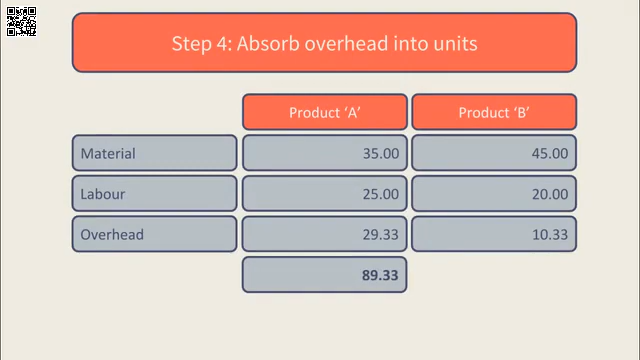 Step 4: Absorb overhead into units
Product ‘A’ Product ‘B’
Material 35.00 45.00
Labour 25.00 20.00
Overhead 29.33 10.33
89.33